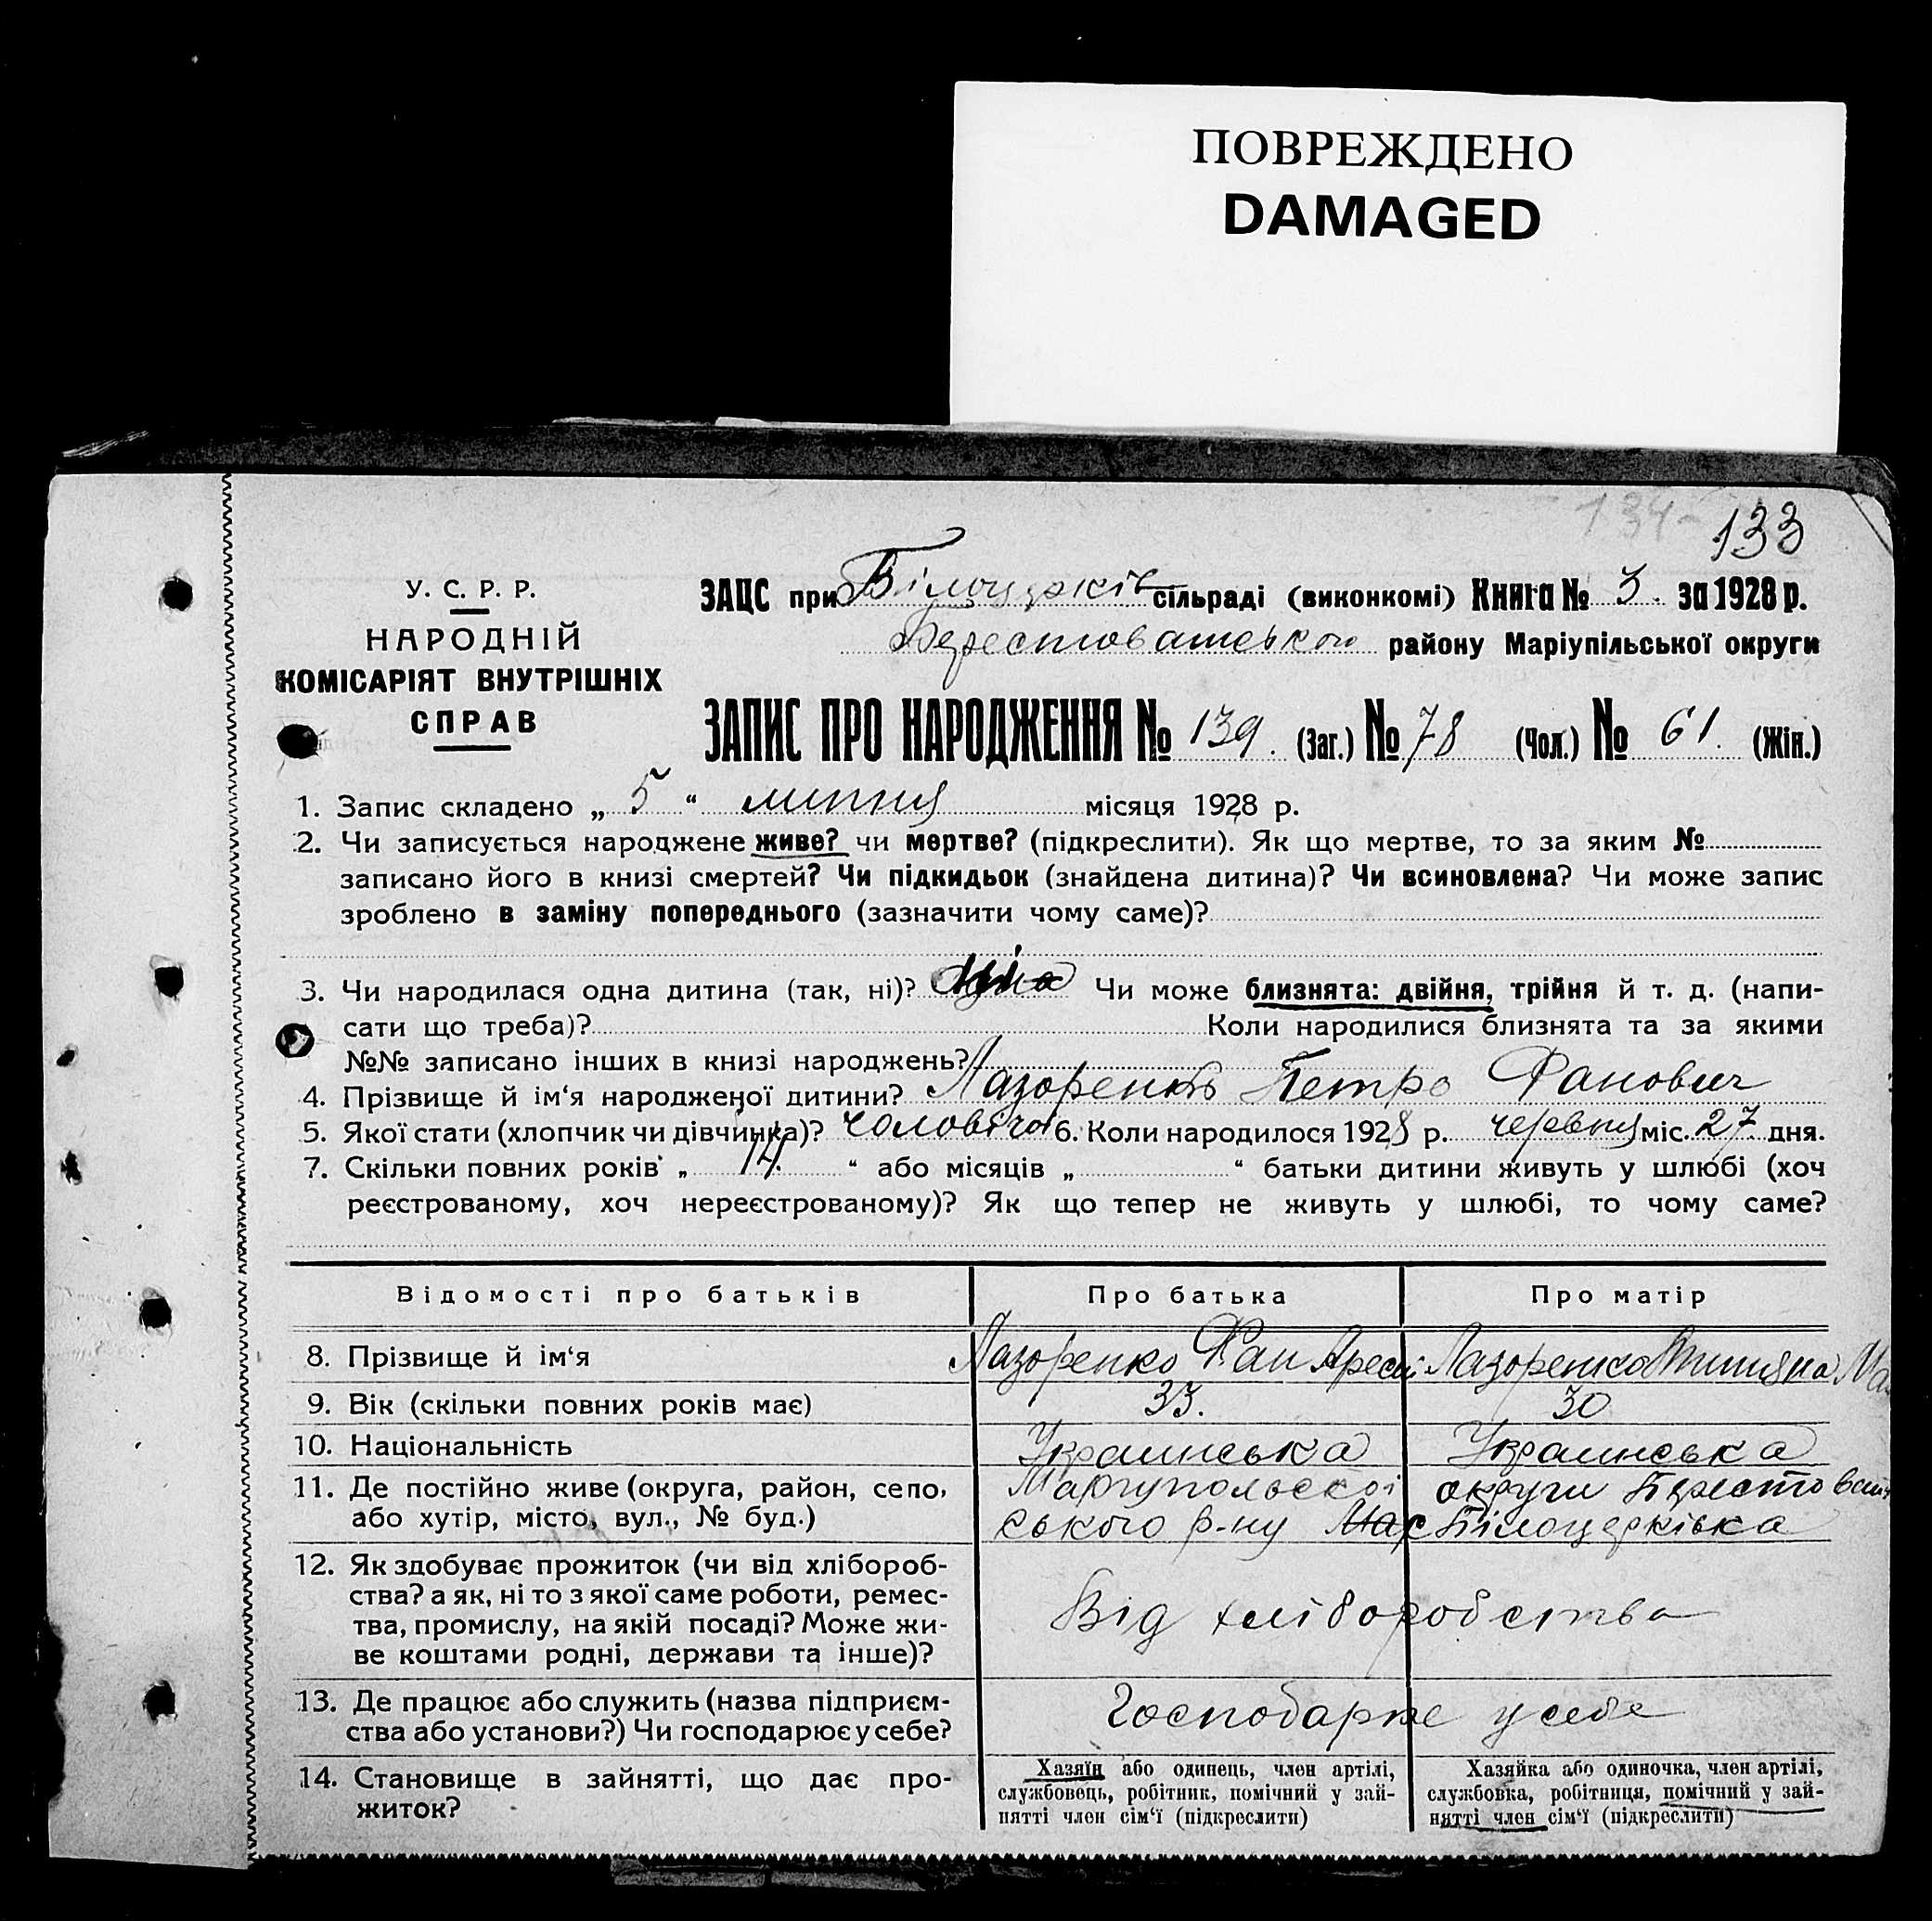 ПОВРЕЖДЕНО
DAMAGED
134
133
У. С. Р. Р.
НАРОДНІЙ
КОМІСАРІЯТ ВНУТРІШНІХ
СПРАВ
ЗАЦС при Білоцерків сільраді (виконкомі) Книга № 3. за 1928 р.
району Маріупільської округи
ЗАПИС ПРО НАРОДЖЕННЯ № 139. (Заг.) № 78 (Чол.) № 61. (Жін.)
1. Запис складено „ 5 “ липня місяця 1928 р.
2. Чи записується народжене живе? чи мертве? (підкреслити). Як що мертве, то за яким №
записано його в книзі смертей? Чи підкидьок (знайдена дитина)? Чи всиновлена? Чи може запис
зроблено в заміну попереднього (зазначити чому саме)?
3. Чи народилася одна дитина (так, ні)? Чи може близнята: двійня, трійня й т. д. (напи-
сати що треба)? Коли народилися близнята та за якими
№№ записано інших в книзі народжень?
4. Прізвище й ім‘я народженої дитини? Лазоренко Петро Фанович
5. Якої стати (хлопчик чи дівчинка)? чоловічої 6. Коли народилося 1928 р. червня міс. 27. дня.
7. Скільки повних років „ 14. “ або місяців „ “ батьки дитини живуть у шлюбі (хоч
реєстрованому, хоч нереєстрованому)? Як що тепер не живуть у шлюбі, то чому саме?
Відомості про батьків Про батька Про матір
8. Прізвище й ім‘я Лазоренко Фан Лазоренко
9. Вік (скільки повних років має) 33. 30
10. Національність Украинська Украинська
11. Де постійно живе (округа, район, село, Маріупольської округи
або хутір, місто, вул., № буд.) ського р-ну Білоцерківка
12. Як здобуває прожиток (чи від хлібороб-
ства? а як, ні то з якої саме роботи, ремес-
тва, промислу, на якій посаді? Може жи-
ве коштами родні, держави та інше)?
Від хліборобства
13. Де працює або служить (назва підприєм-
ства або установи?) Чи господарює у себе?
Господарює у себе
14. Становище в зайнятті, що дає про-
житок?
Хазяїн або одинець, член артілі,
службовець, робітник, помічний у зай-
нятті член сім‘ї (підкреслити)
Хазяйка або одиночка, член артілі,
службовка, робітниця, помічний у зай-
нятті член сім‘ї (підкреслити)